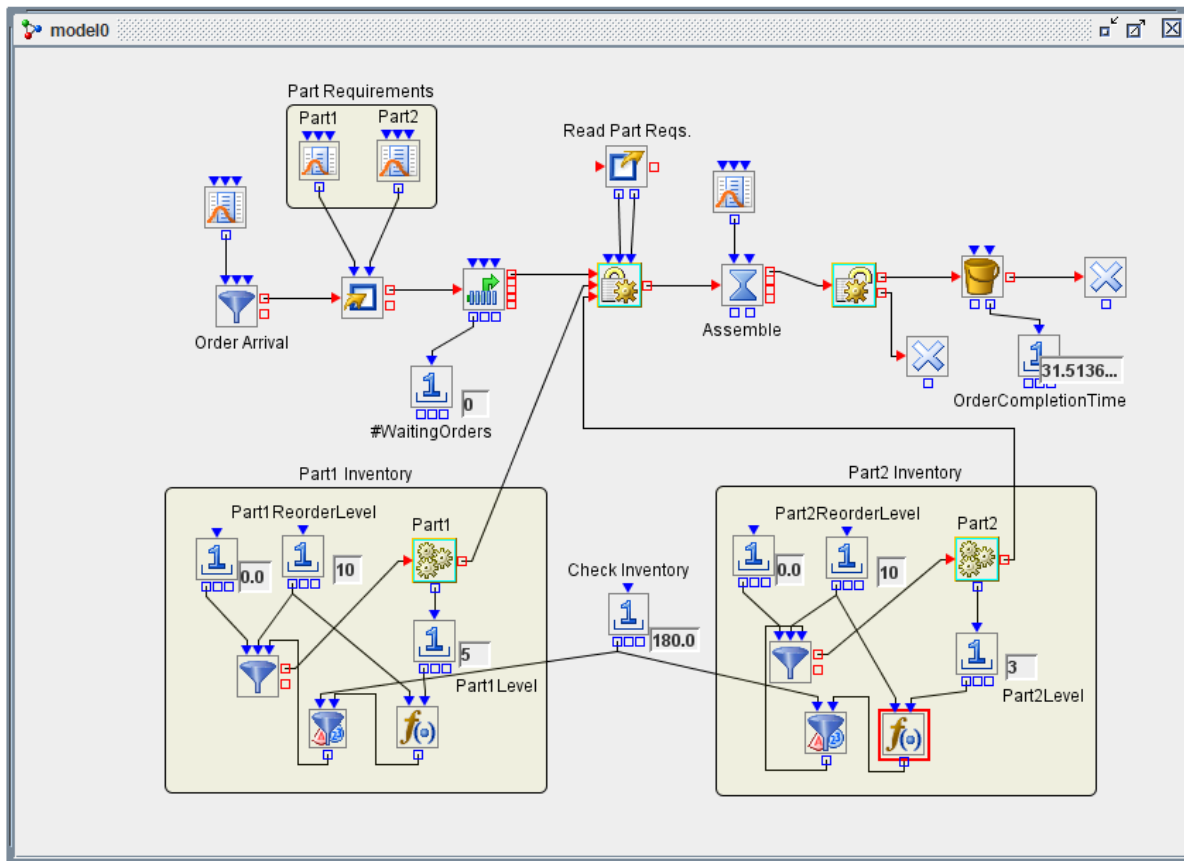 model0
Part Requirements
Part1
Part2
Read Part Reqs.
Order Arrival
Assemble
0
#WaitingOrders
31.5136...
OrderCompletionTime
Part1 Inventory
Part1ReorderLevel
Part1
0.0
10
5
Part1Level
Check Inventory
180.0
Part2 Inventory
Part2ReorderLevel
Part2
0.0
10
3
Part2Level